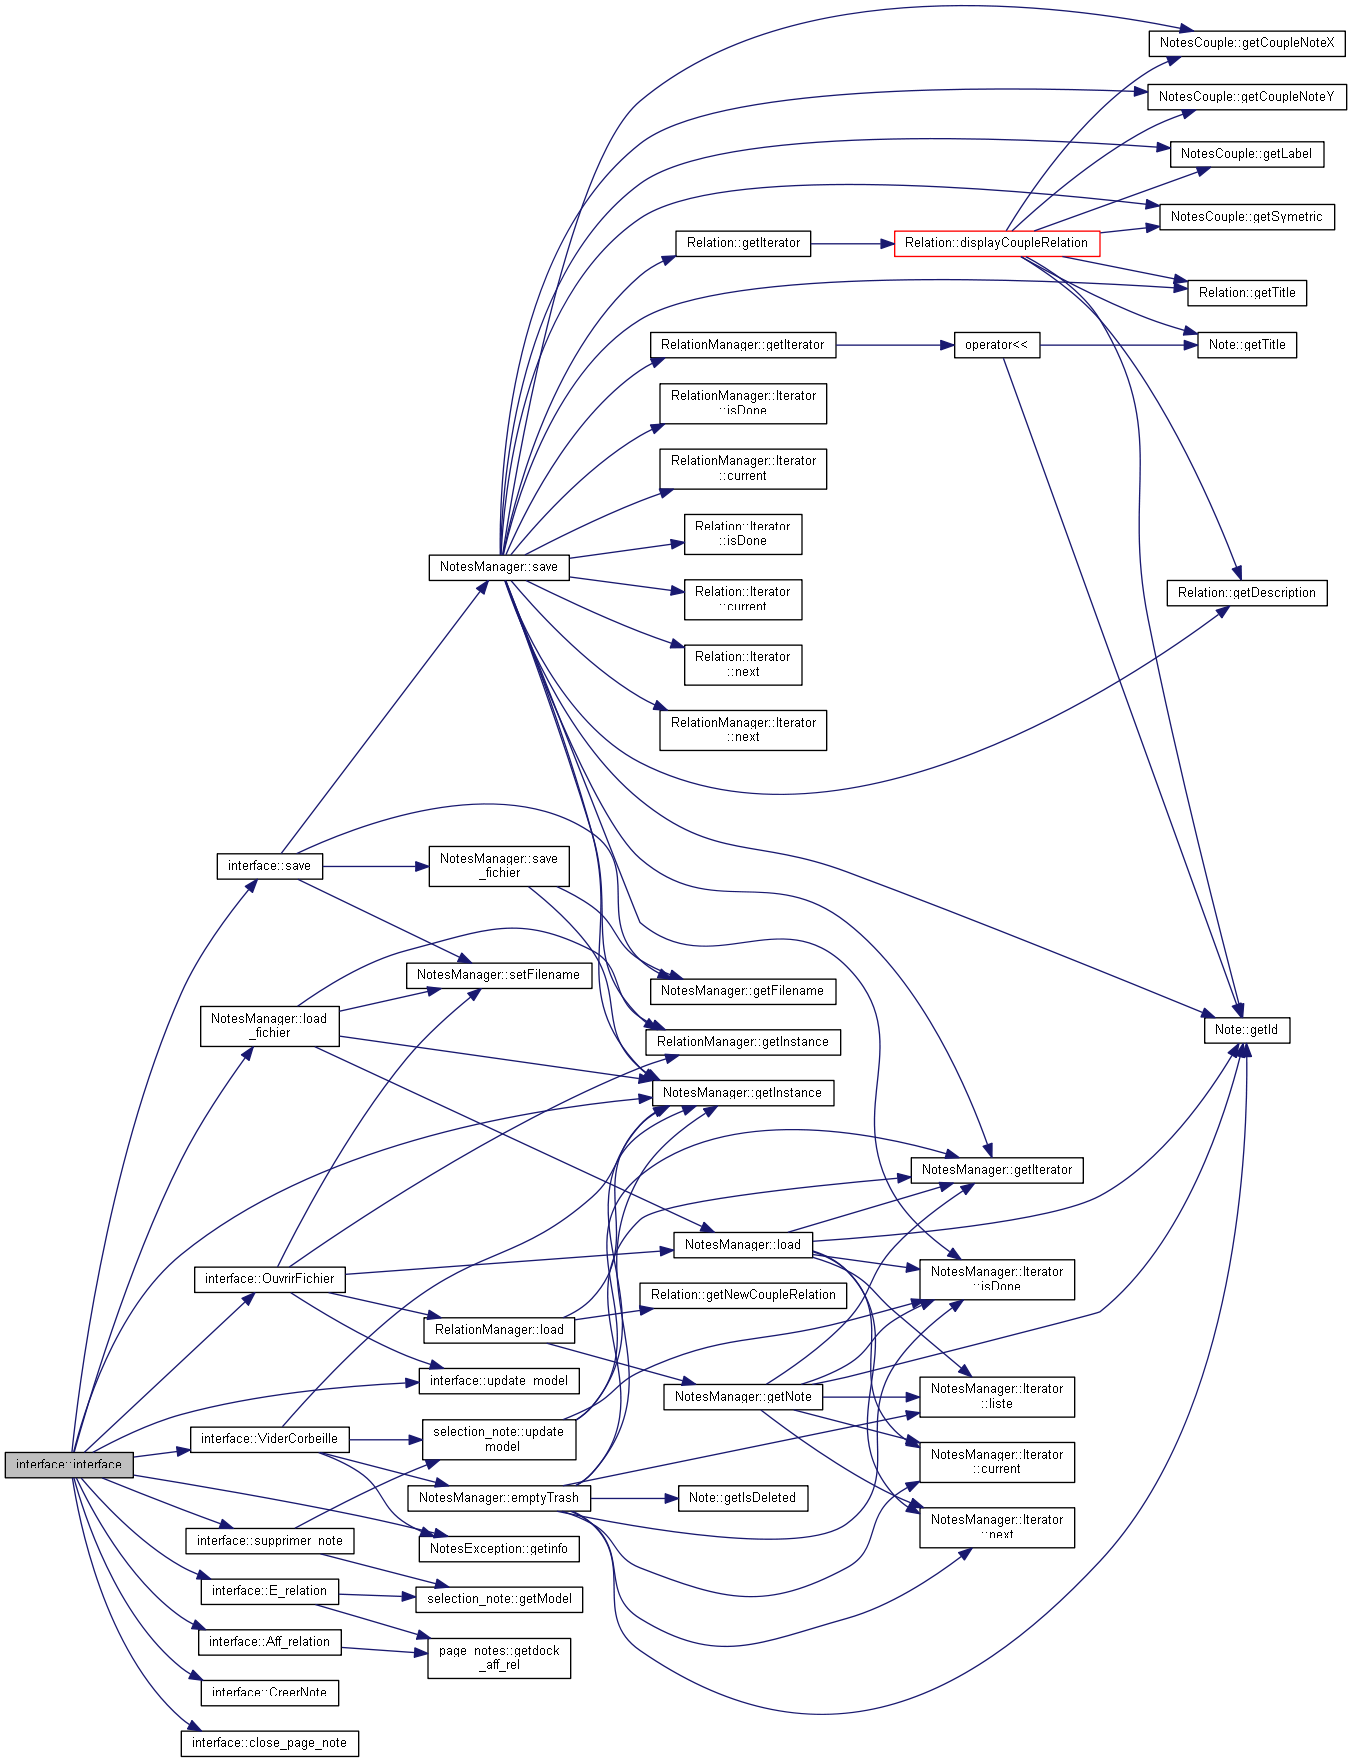 NotesCouple::getCoupleNoteX
NotesCouple::getCoupleNoteY
NotesCouple::getLabel
NotesCouple::getSymetric
Relation::getIterator
Relation::displayCoupleRelation
Relation::getTitle
RelationManager::getIterator
operator<<
Note::getTitle
RelationManager::Iterator
::isDone
RelationManager::Iterator
::current
Relation::Iterator
::isDone
NotesManager::save
Relation::Iterator
::current
Relation::getDescription
Relation::Iterator
::next
RelationManager::Iterator
::next
interface::save
NotesManager::save
_fichier
NotesManager::setFilename
NotesManager::getFilename
NotesManager::load
_fichier
RelationManager::getInstance
Note::getId
NotesManager::getInstance
NotesManager::getIterator
NotesManager::load
interface::OuvrirFichier
NotesManager::Iterator
::isDone
Relation::getNewCoupleRelation
RelationManager::load
interface::update_model
NotesManager::getNote
NotesManager::Iterator
::liste
interface::ViderCorbeille
selection_note::update
_model
interface::interface
NotesManager::Iterator
::current
NotesManager::emptyTrash
Note::getIsDeleted
NotesManager::Iterator
::next
interface::supprimer_note
NotesException::getinfo
interface::E_relation
selection_note::getModel
interface::Aff_relation
page_notes::getdock
_aff_rel
interface::CreerNote
interface::close_page_note